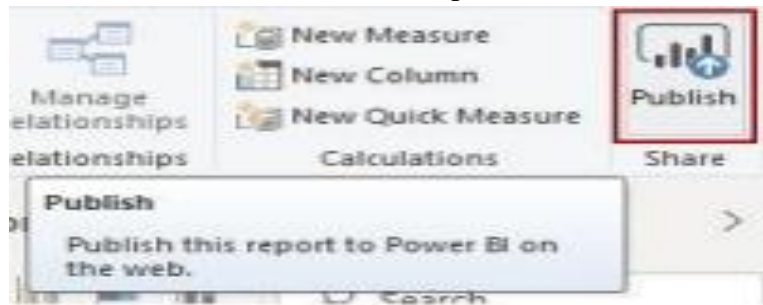 Manage
elationships
New Measure
New Column
New Quick Measure
Publish
elationships
Calculations
Share
Publish
Publish this report to Power BI on
the web.
>
Search